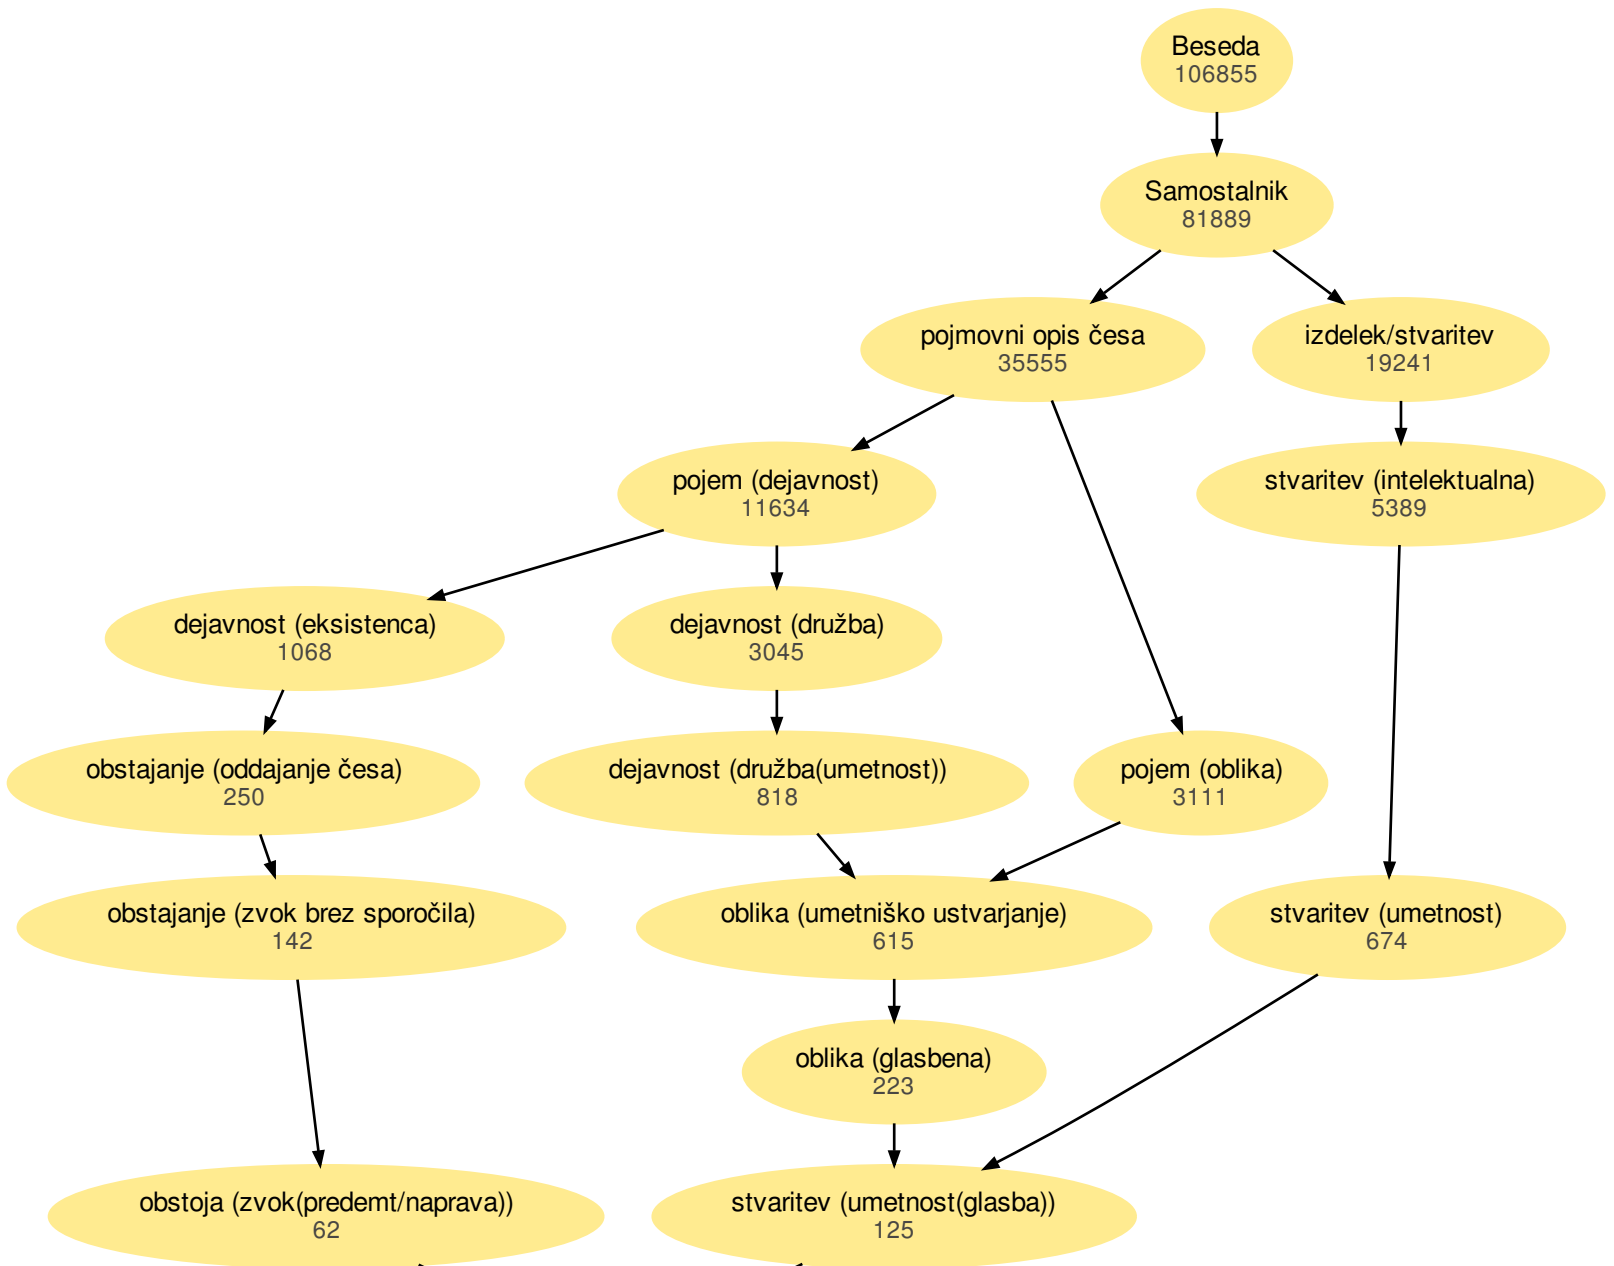 Beseda
106855
Samostalnik
81889
pojmovni opis česa
35555
izdelek/stvaritev
19241
pojem (dejavnost)
11634
stvaritev (intelektualna)
5389
dejavnost (eksistenca)
1068
dejavnost (družba)
3045
obstajanje (oddajanje česa)
250
dejavnost (družba(umetnost))
818
pojem (oblika)
3111
obstajanje (zvok brez sporočila)
142
oblika (umetniško ustvarjanje)
615
stvaritev (umetnost)
674
oblika (glasbena)
223
obstoja (zvok(predemt/naprava))
62
stvaritev (umetnost(glasba))
125